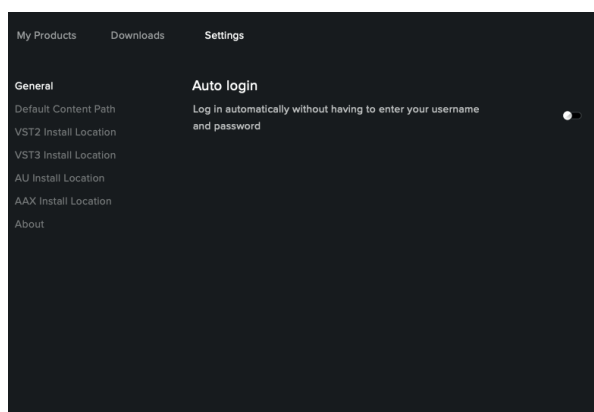 My Products
Downloads
Settings
General
Default Content Path
VST2 Install Location
VST3 Install Location
AU Install Location
AAX Install Location
About
Auto login
Log in automatically without having to enter your username
and password